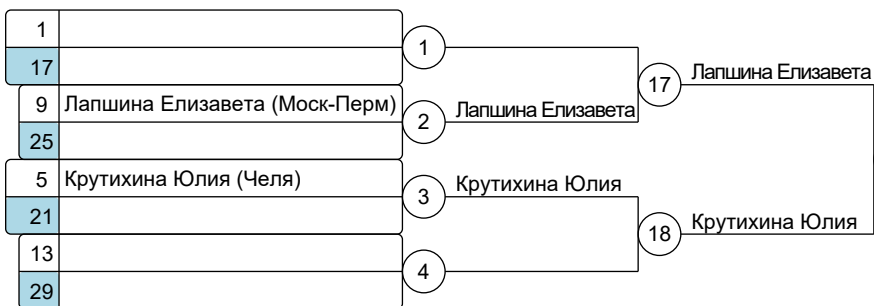 1
17
1
9 Лапшина Елизавета (Моск-Перм)
25
2 Лапшина Елизавета
17 Лапшина Елизавета
5 Крутихина Юлия (Челя)
21
3 Крутихина Юлия
13
29
4
18 Крутихина Юлия